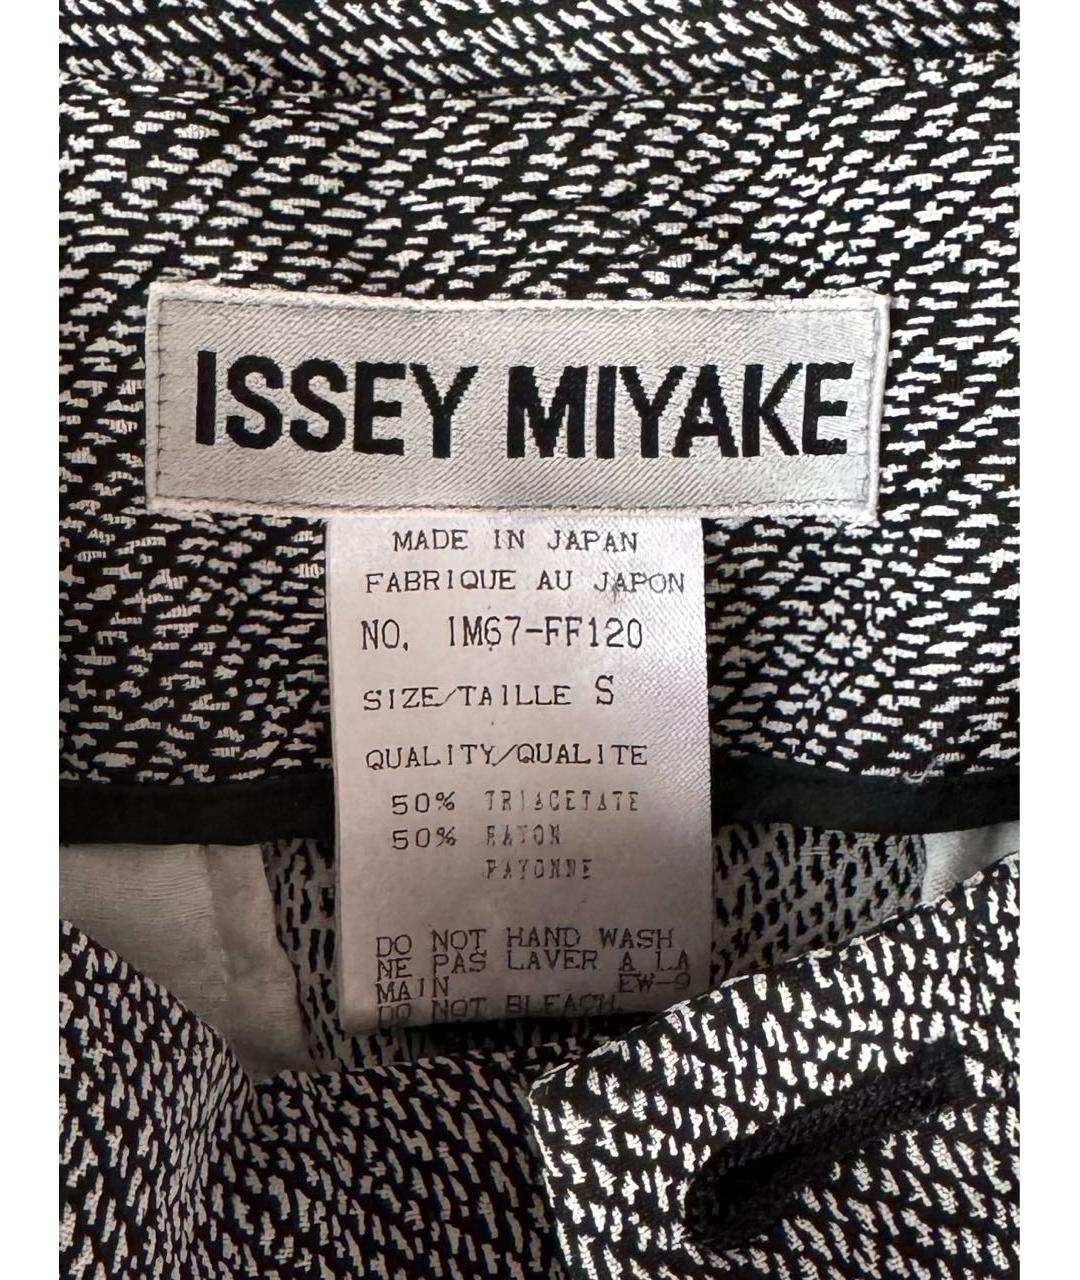 ISSEY MIYAKE
MADE IN JAPAN
FABRIQUE AU JAPON
NO. IM67-FF120
SIZE/TAILLE S
QUALITY/QUALITE
50% TRIACETATE
50% RAYON
RAYONNE
DO NOT HAND WASH
NE PAS LAVER A LA
MAIN EW-9
DO NOT BLEACH.